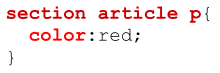 section article p{
  color:red;
}